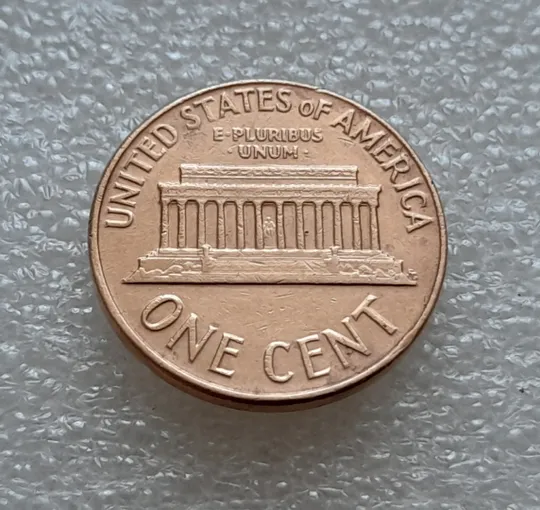 UNITED STATES OF AMERICA
E·PLURIBUS
·UNUM·
ONE CENT